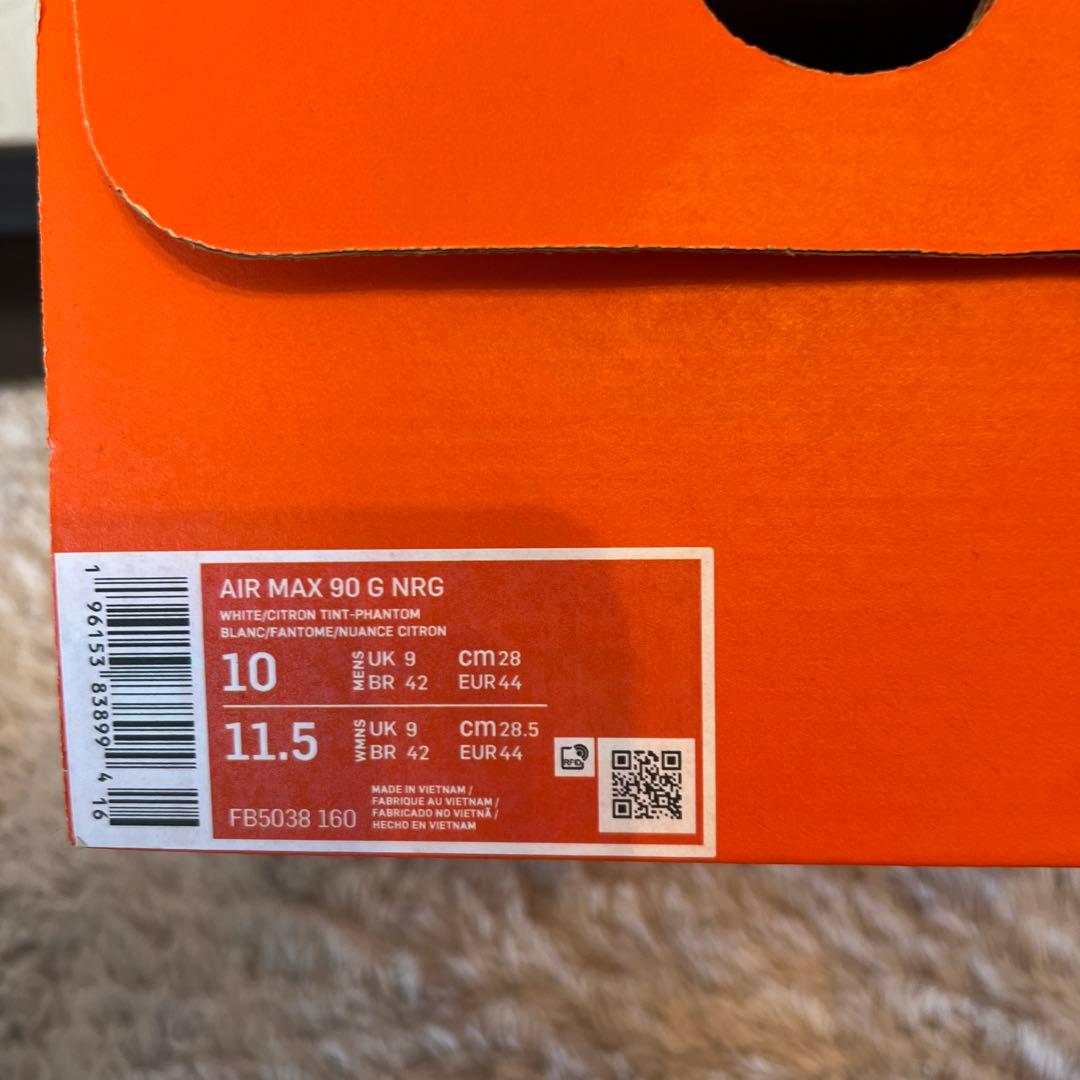 AIR MAX 90 G NRG
WHITE/CITRON TINT-PHANTOM
BLANC/FANTOME/NUANCE CITRON
10 MENS UK 9 cm 28
BR 42 EUR 44
11.5 WMNS UK 9 cm 28.5
BR 42 EUR 44
RFID
MADE IN VIETNAM /
FABRIQUE AU VIETNAM /
FABRICADO NO VIETNÃ /
HECHO EN VIETNAM
FB5038 160
1 96153 83899 4 16